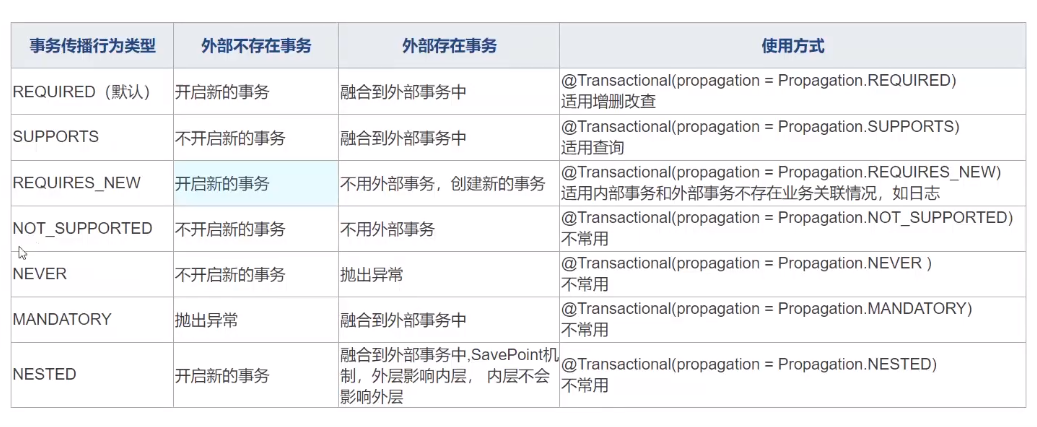 事务传播行为类型 外部不存在事务 外部存在事务 使用方式
REQUIRED（默认） 开启新的事务 融合到外部事务中 @Transactional(propagation = Propagation.REQUIRED)
适用增删改查
SUPPORTS 不开启新的事务 融合到外部事务中 @Transactional(propagation = Propagation.SUPPORTS)
适用查询
REQUIRES_NEW 开启新的事务 不用外部事务，创建新的事务 @Transactional(propagation = Propagation.REQUIRES_NEW)
适用内部事务和外部事务不存在业务关联情况，如日志
NOT_SUPPORTED 不开启新的事务 不用外部事务 @Transactional(propagation = Propagation.NOT_SUPPORTED)
不常用
NEVER 不开启新的事务 抛出异常 @Transactional(propagation = Propagation.NEVER )
不常用
MANDATORY 抛出异常 融合到外部事务中 @Transactional(propagation = Propagation.MANDATORY)
不常用
NESTED 开启新的事务 融合到外部事务中,SavePoint机
制，外层影响内层， 内层不会
影响外层
@Transactional(propagation = Propagation.NESTED)
不常用